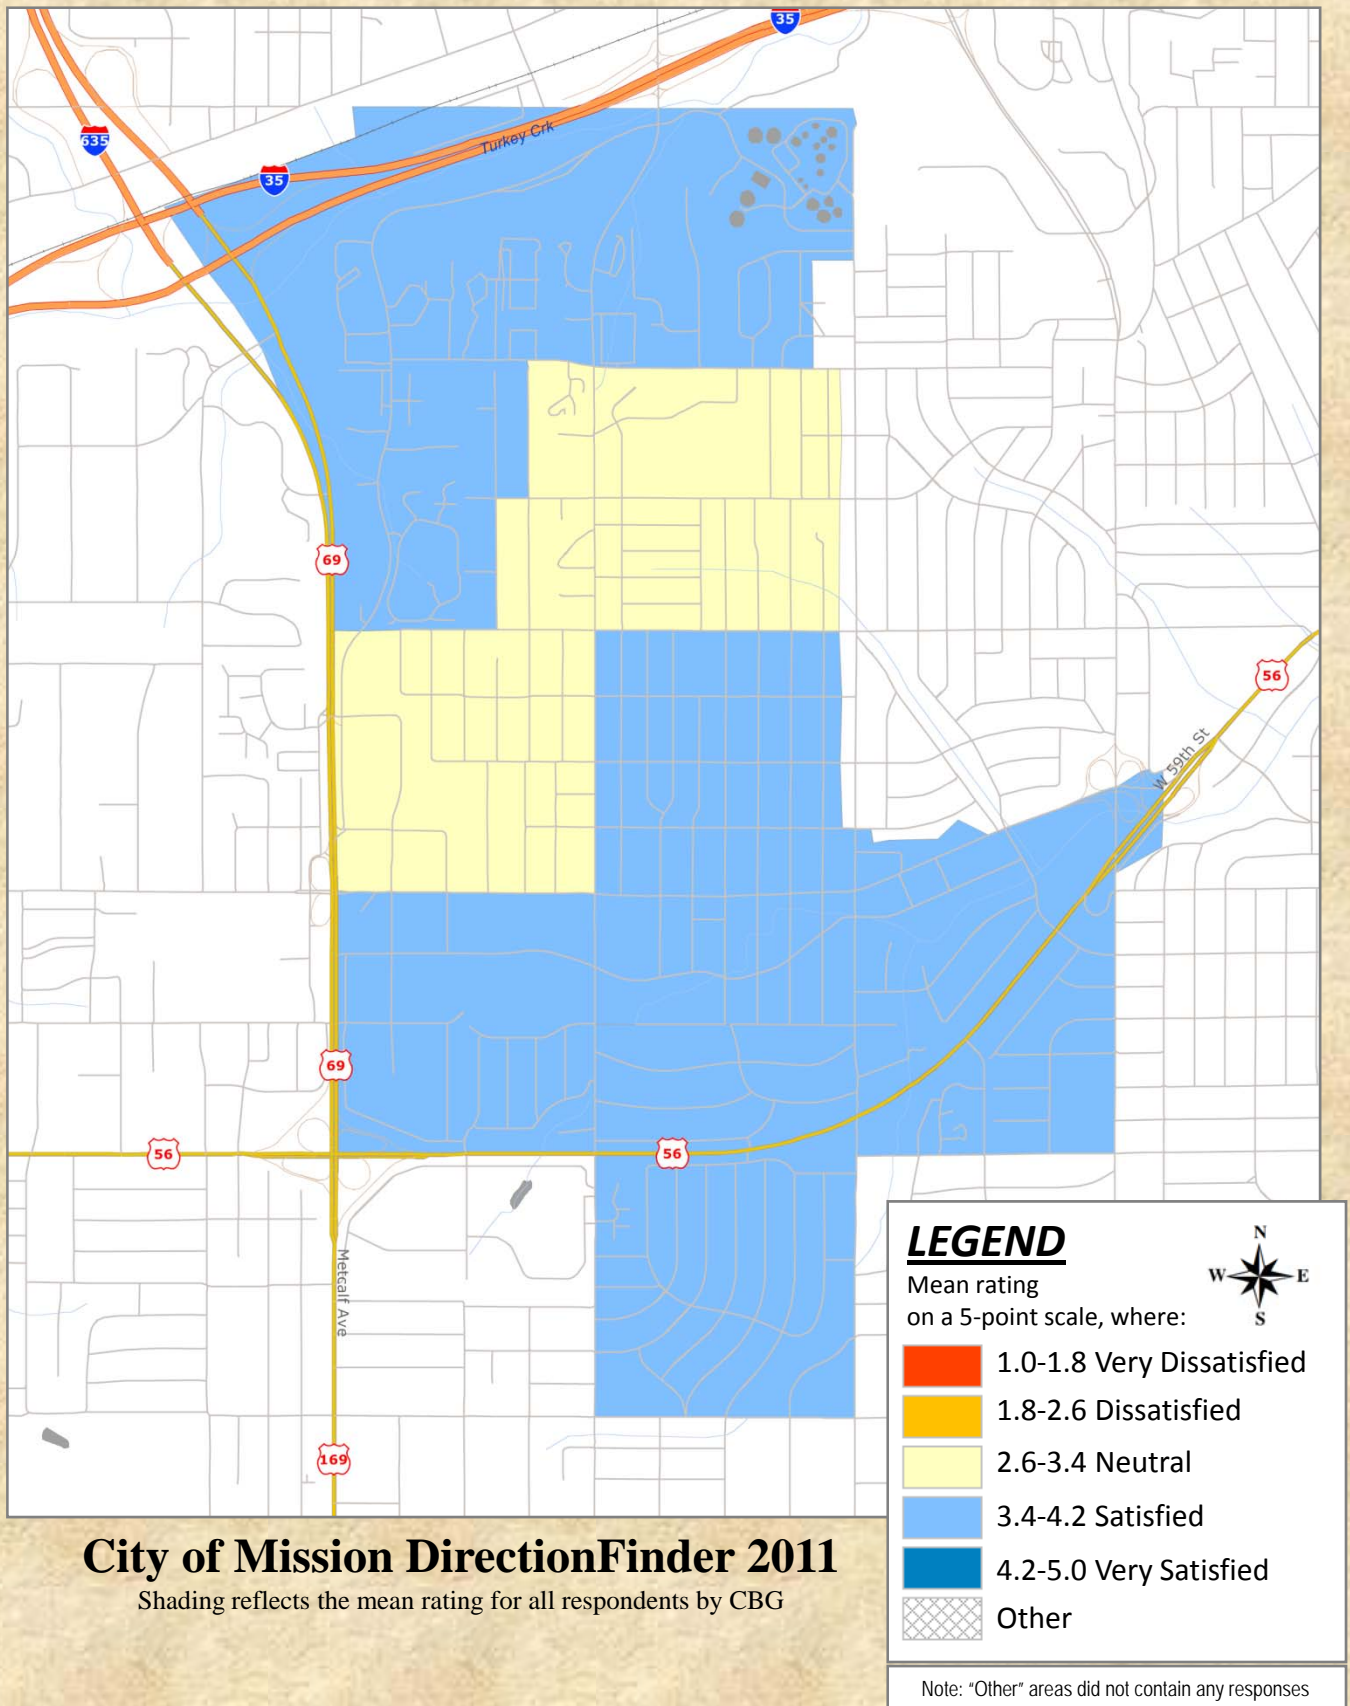 35
635
Turkey Crk
35
69
56
W 59th St
69
56
56
Metcalf Ave
169
LEGEND
N
W E
S
Mean rating
on a 5-point scale, where:
1.0-1.8 Very Dissatisfied
1.8-2.6 Dissatisfied
2.6-3.4 Neutral
3.4-4.2 Satisfied
4.2-5.0 Very Satisfied
Other
Note: "Other" areas did not contain any responses
City of Mission DirectionFinder 2011
Shading reflects the mean rating for all respondents by CBG